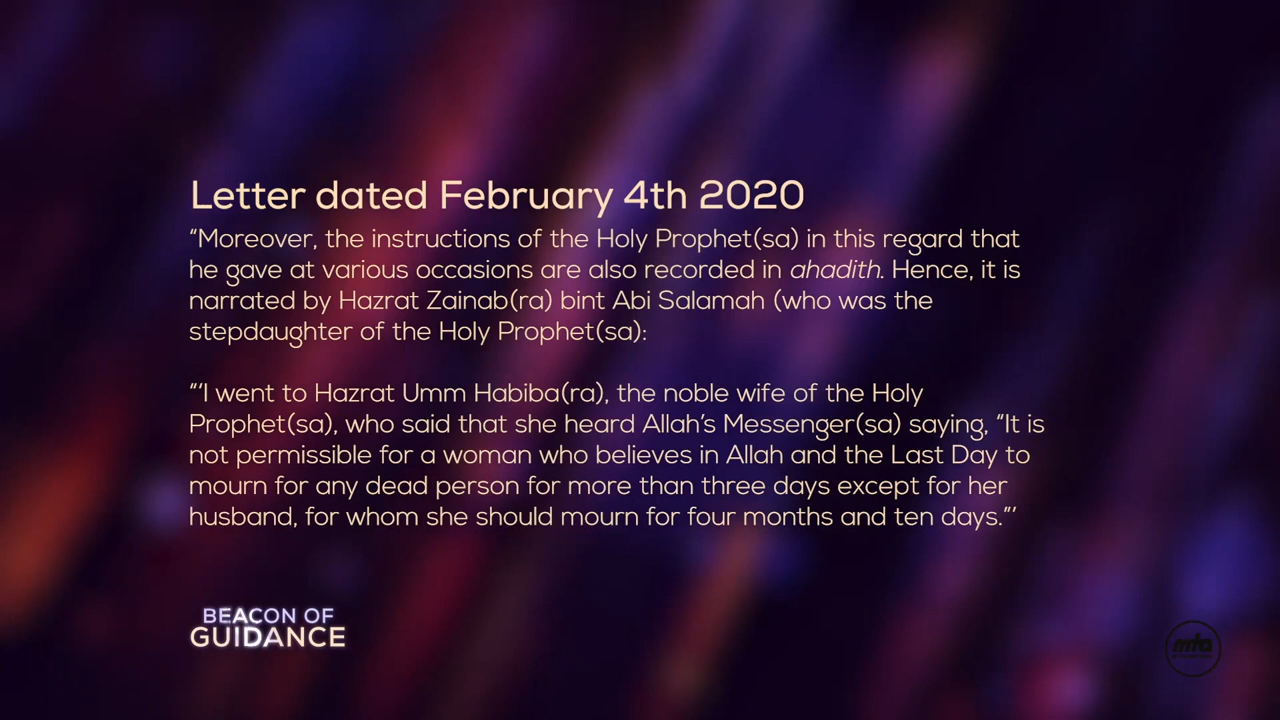 Letter dated February 4th 2020
“Moreover, the instructions of the Holy Prophet(sa) in this regard that
he gave at various occasions are also recorded in ahadith. Hence, it is
narrated by Hazrat Zainab(ra) bint Abi Salamah (who was the
stepdaughter of the Holy Prophet(sa):
“‘I went to Hazrat Umm Habiba(ra), the noble wife of the Holy
Prophet(sa), who said that she heard Allah’s Messenger(sa) saying, “It is
not permissible for a woman who believes in Allah and the Last Day to
mourn for any dead person for more than three days except for her
husband, for whom she should mourn for four months and ten days.”’
BEACON OF
GUIDANCE
mta
INTERNATIONAL